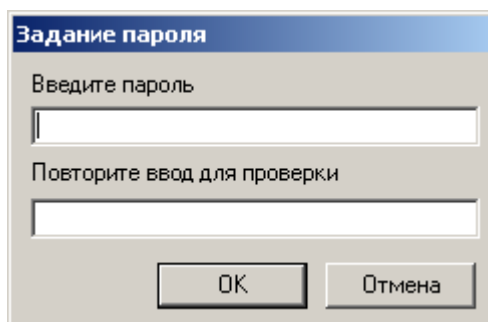 Задание пароля
Введите пароль
Повторите ввод для проверки
OK
Отмена